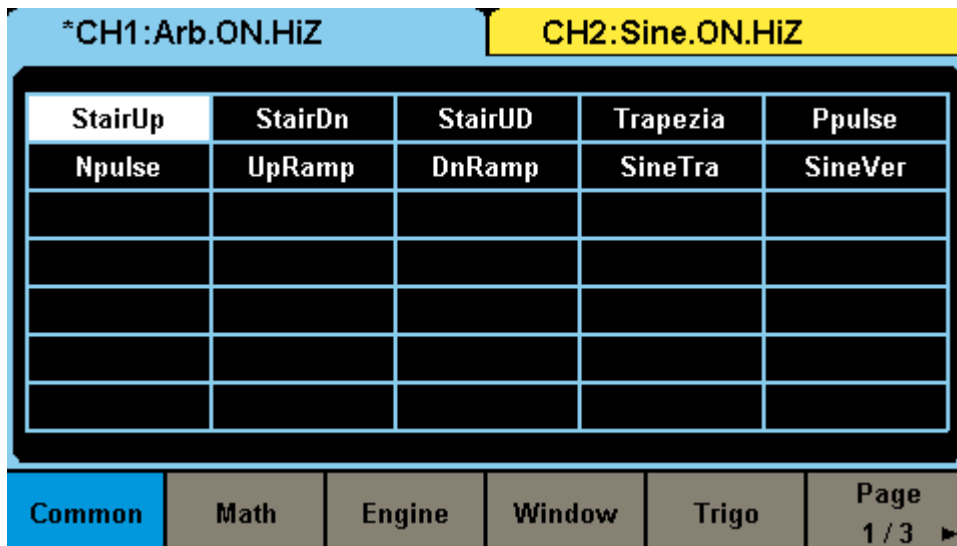 *CH1:Arb.ON.HiZ CH2:Sine.ON.HiZ
StairUp StairDn StairUD Trapezia Ppulse
Npulse UpRamp DnRamp SineTra SineVer
Common Math Engine Window Trigo Page
1/3 ►